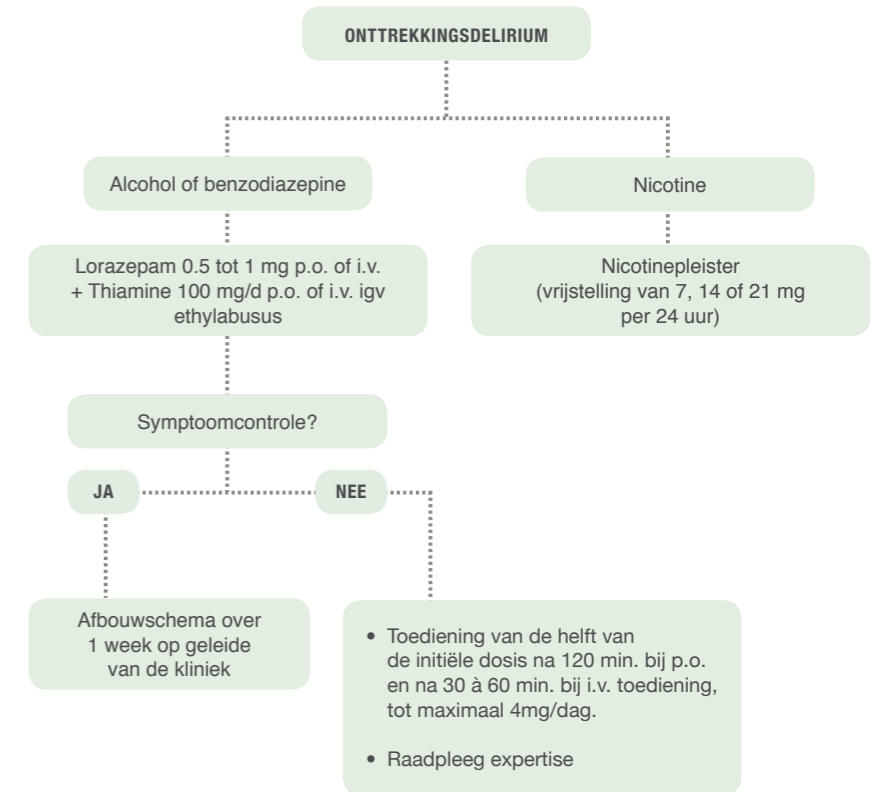 ONTTREKKINGSDELIRIUM
Alcohol of benzodiazepine
Nicotine
Lorazepam 0.5 tot 1 mg p.o. of i.v.
+ Thiamine 100 mg/d p.o. of i.v. igv
ethylabusus
Nicotinepleister
(vrijstelling van 7, 14 of 21 mg
per 24 uur)
Symptoomcontrole?
JA
NEE
Afbouwschema over
1 week op geleide
van de kliniek
• Toediening van de helft van
de initiële dosis na 120 min. bij p.o.
en na 30 à 60 min. bij i.v. toediening,
tot maximaal 4mg/dag.
• Raadpleeg expertise